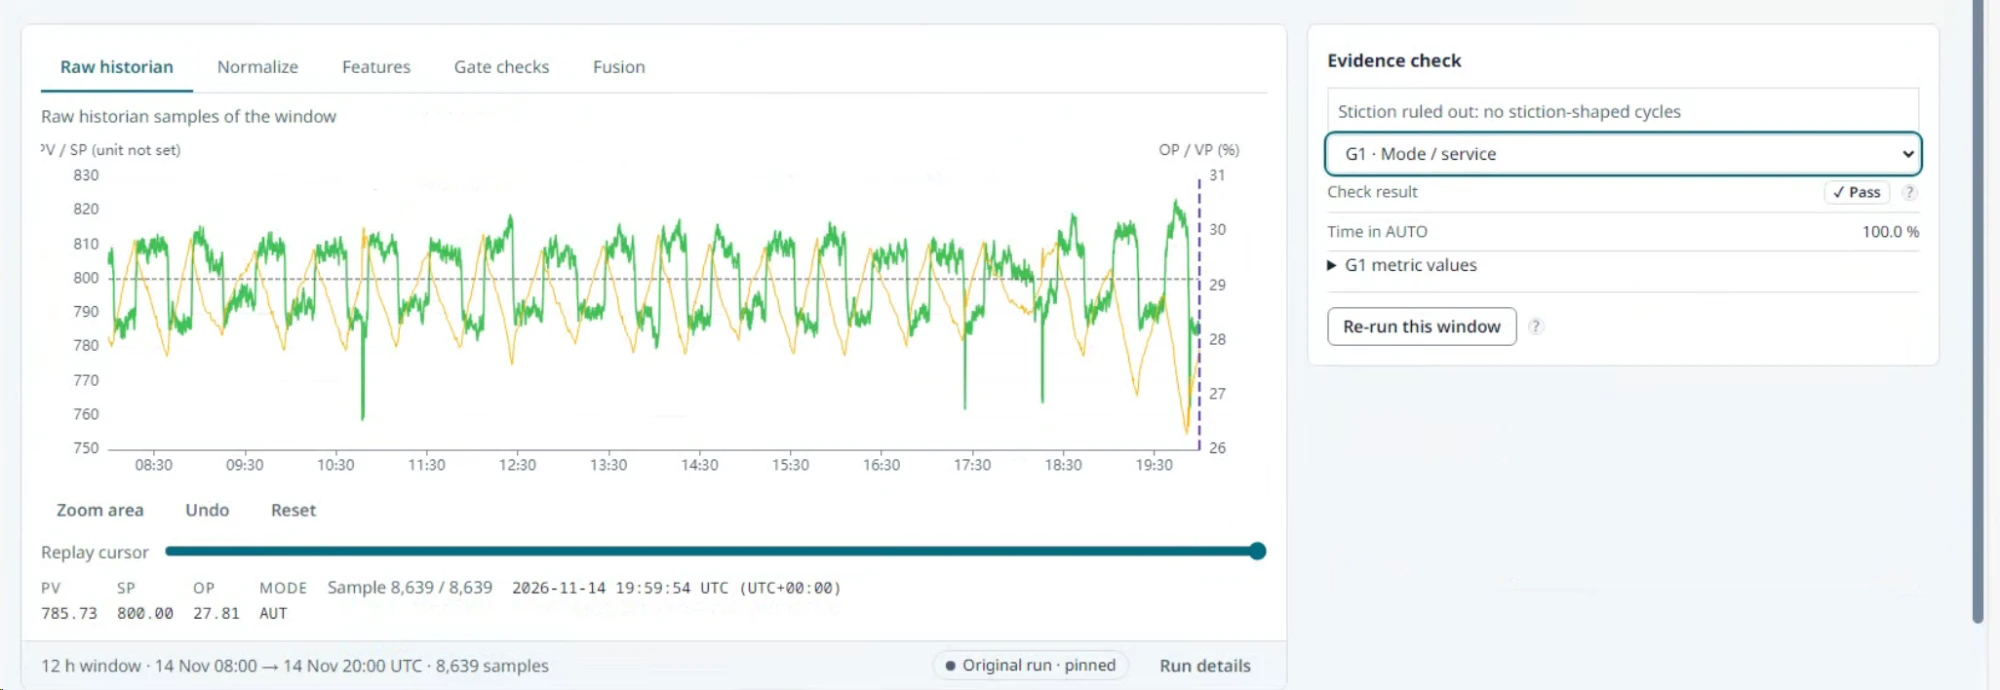 Raw historian Normalize Features Gate checks Fusion
Raw historian samples of the window
PV / SP (unit not set) OP / VP (%)
830 31
820
810 30
800
790 29
780 28
770
760 27
750 26
08:30 09:30 10:30 11:30 12:30 13:30 14:30 15:30 16:30 17:30 18:30 19:30
Zoom area Undo Reset
Replay cursor
PV SP OP MODE Sample 8,639 / 8,639 2026-11-14 19:59:54 UTC (UTC+00:00)
785.73 800.00 27.81 AUT
12 h window · 14 Nov 08:00 → 14 Nov 20:00 UTC · 8,639 samples Original run · pinned Run details
Evidence check
Stiction ruled out: no stiction-shaped cycles
G1 · Mode / service
Check result ✓ Pass ?
Time in AUTO 100.0 %
▶ G1 metric values
Re-run this window ?